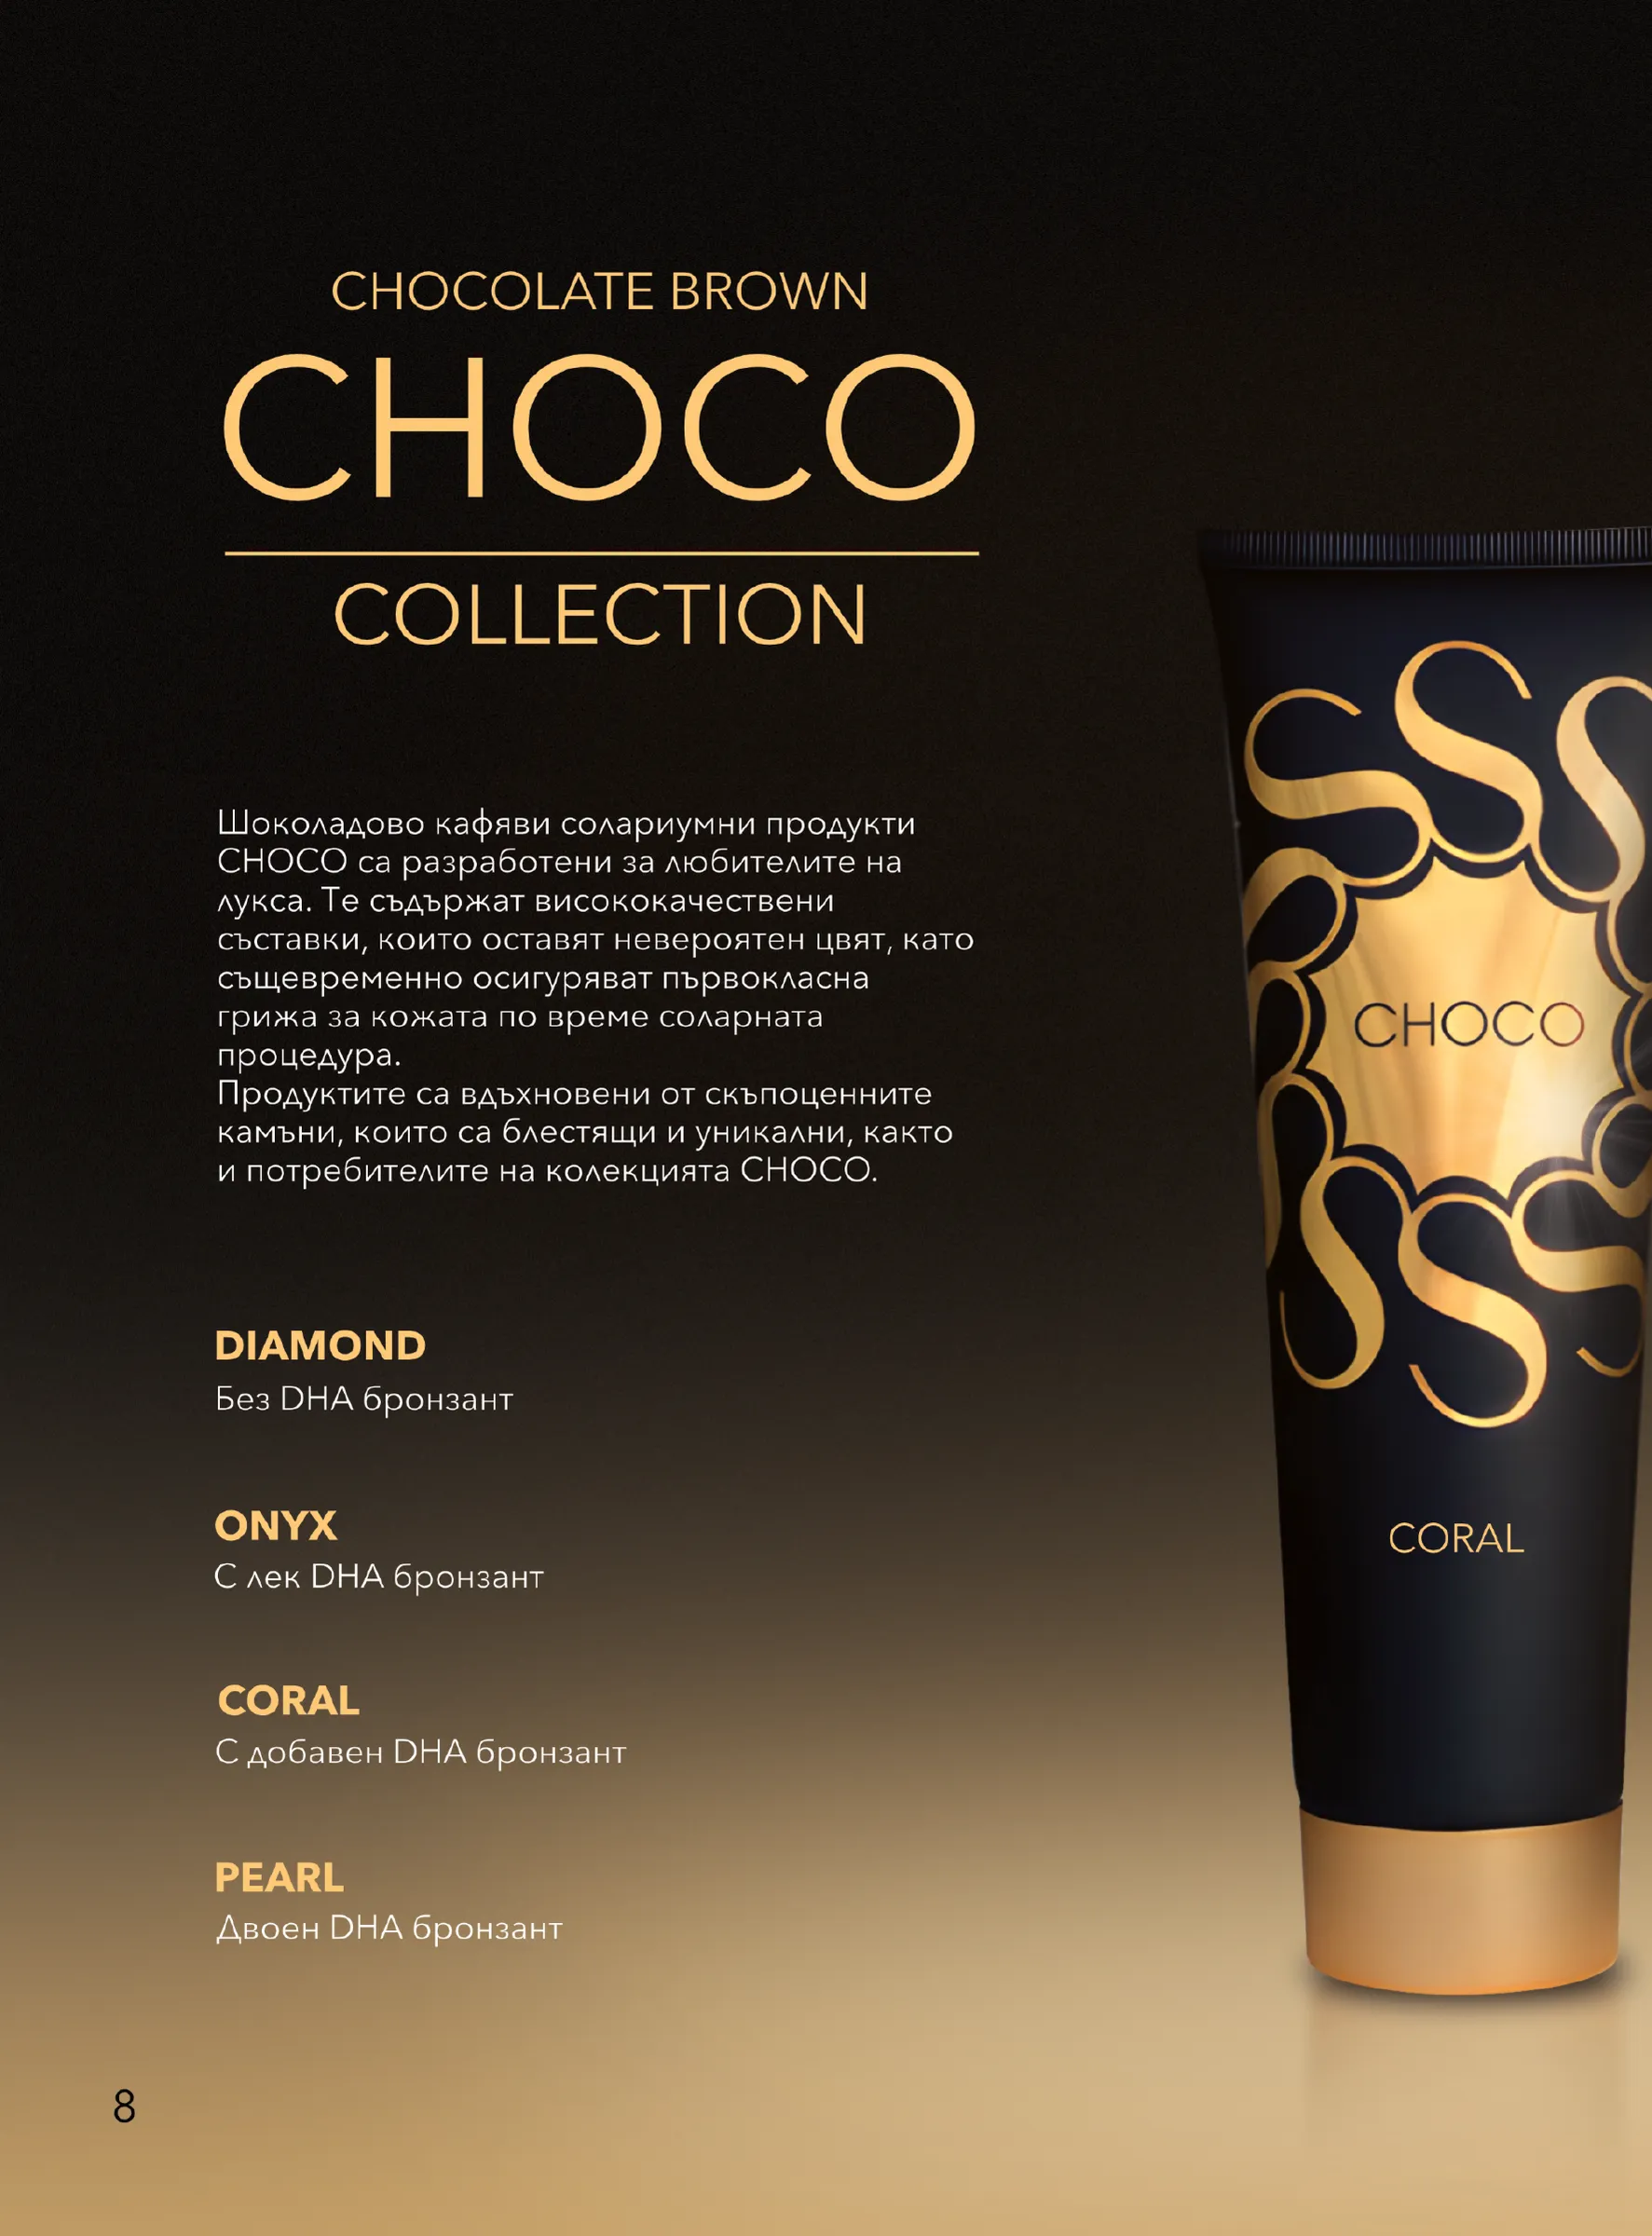 CHOCOLATE BROWN
CHOCO
COLLECTION
Шоколадово кафяви солариумни продукти
CHOCO са разработени за любителите на
лукса. Те съдържат висококачествени
съставки, които оставят невероятен цвят, като
същевременно осигуряват първокласна
грижа за кожата по време соларната
процедура.
Продуктите са вдъхновени от скъпоценните
камъни, които са блестящи и уникални, както
и потребителите на колекцията CHOCO.
DIAMOND
Без DHA бронзант
ONYX
С лек DHA бронзант
CORAL
С добавен DHA бронзант
PEARL
Двоен DHA бронзант
CHOCO
CORAL
8